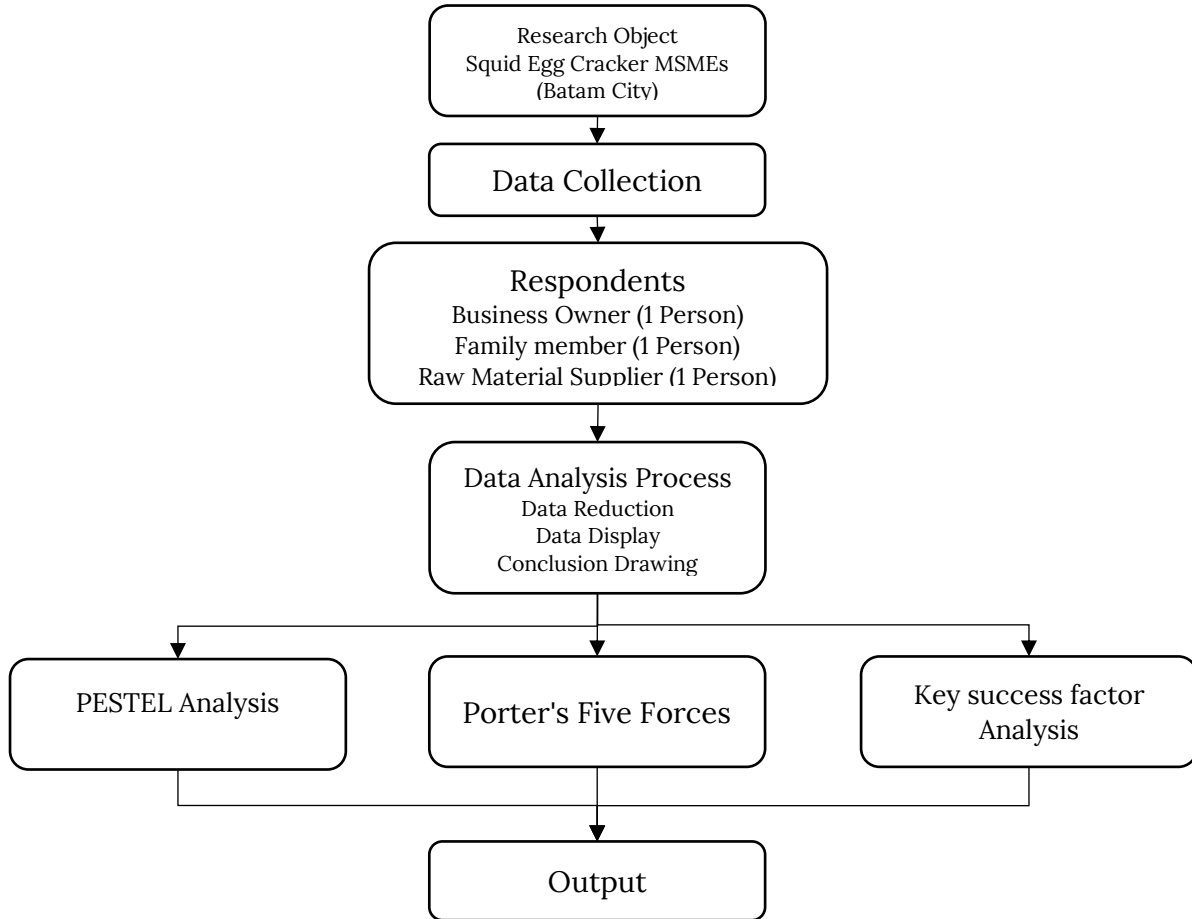 Research Object
Squid Egg Cracker MSMEs
(Batam City)
Data Collection
Respondents
Business Owner (1 Person)
Family member (1 Person)
Raw Material Supplier (1 Person)
Data Analysis Process
Data Reduction
Data Display
Conclusion Drawing
PESTEL Analysis
Porter's Five Forces
Key success factor
Analysis
Output